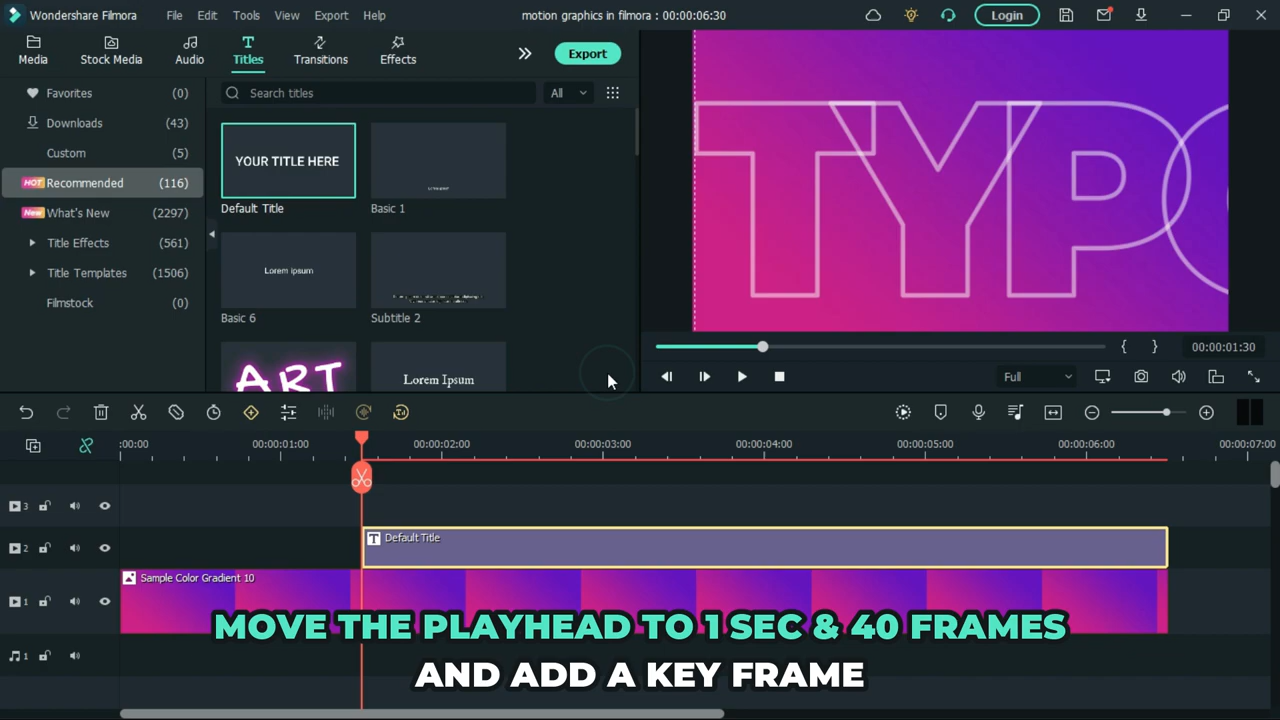 Wondershare Filmora File Edit Tools View Export Help motion graphics in filmora : 00:00:06:30 Login
Media Stock Media Audio Titles Transitions Effects Export
Favorites (0)
Downloads (43)
Custom (5)
HOT Recommended (116)
New What's New (2297)
Title Effects (561)
Title Templates (1506)
Filmstock (0)
Search titles All
YOUR TITLE HERE
Default Title Basic 1
Lorem ipsum
Basic 6 Subtitle 2
ART Lorem Ipsum
TYPO
{ } 00:00:01:30
Full
:00:00 00:00:01:00 00:00:02:00 00:00:03:00 00:00:04:00 00:00:05:00 00:00:06:00 00:00:07:00
3
2 T Default Title
1 Sample Color Gradient 10
1
MOVE THE PLAYHEAD TO 1 SEC & 40 FRAMES
AND ADD A KEY FRAME